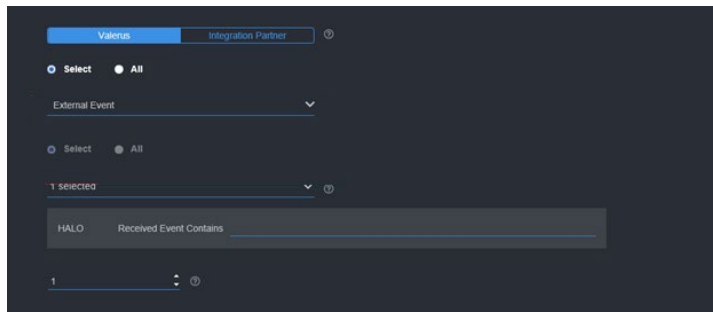 Valerus Integration Partner
Select All
External Event
Select All
1 selected
HALO Received Event Contains
1